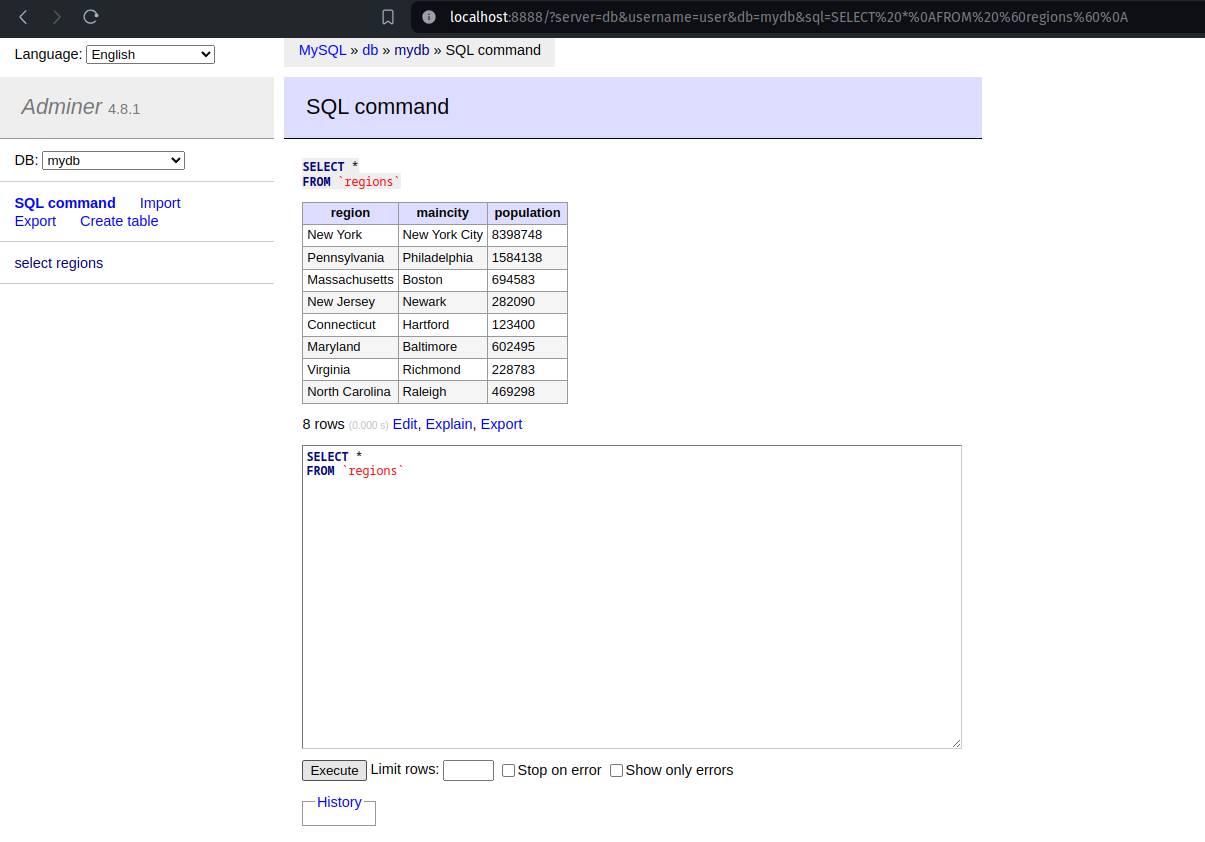 localhost:8888/?server=db&username=user&db=mydb&sql=SELECT%20*%0AFROM%20%60regions%60%0A
Language: English
MySQL » db » mydb » SQL command
Adminer 4.8.1
SQL command
DB: mydb
SQL command Import
Export Create table
select regions
SELECT *
FROM `regions`
region maincity population
New York New York City 8398748
Pennsylvania Philadelphia 1584138
Massachusetts Boston 694583
New Jersey Newark 282090
Connecticut Hartford 123400
Maryland Baltimore 602495
Virginia Richmond 228783
North Carolina Raleigh 469298
8 rows (0.000 s) Edit, Explain, Export
SELECT *
FROM `regions`
Execute Limit rows: Stop on error Show only errors
History